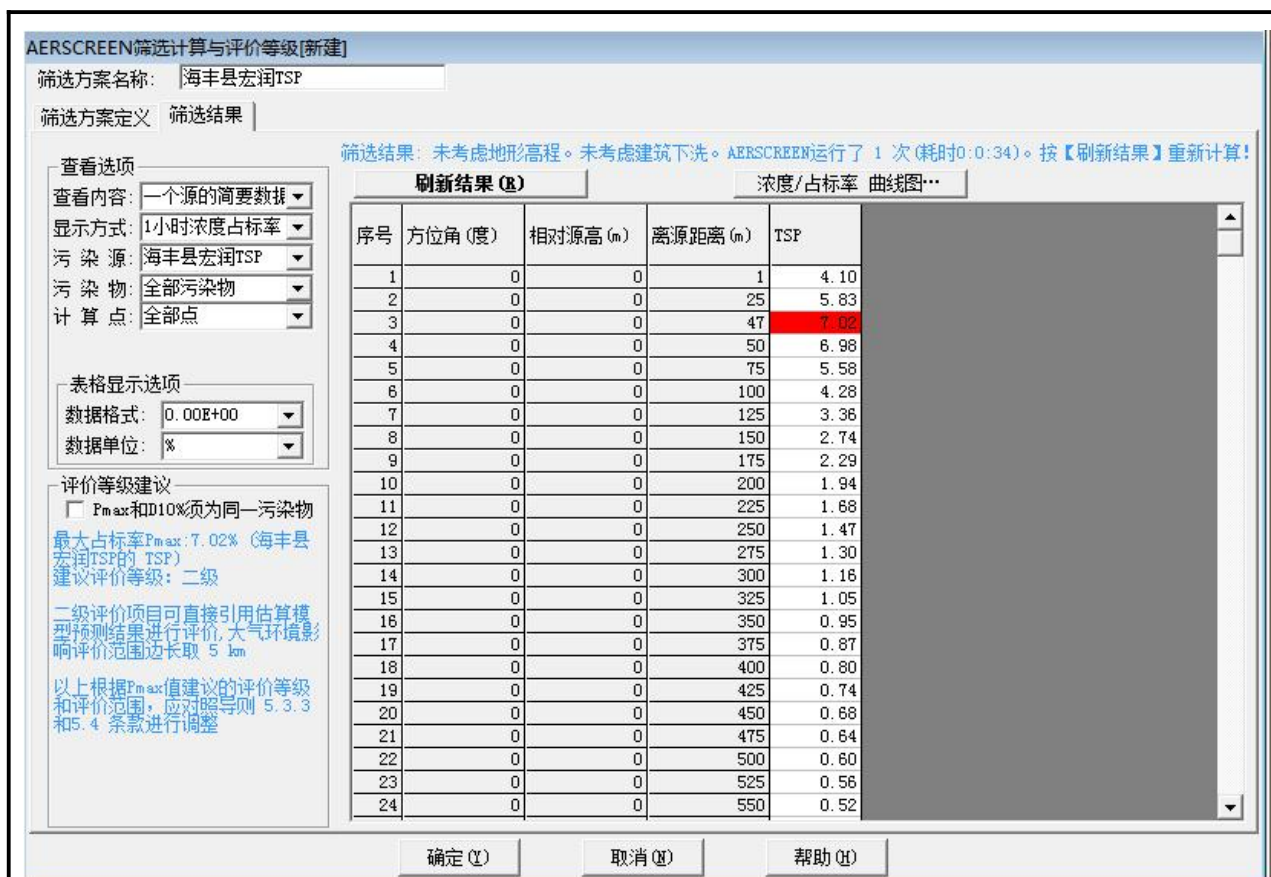 AERSCREEN筛选计算与评价等级[新建]
筛选方案名称: 海丰县宏润TSP
筛选方案定义 筛选结果
筛选结果: 未考虑地形高程。未考虑建筑下洗。AERSCREEN运行了 1 次(耗时0:0:34)。按【刷新结果】重新计算!
查看选项
查看内容: 一个源的简要数据
显示方式: 1小时浓度占标率
污 染 源: 海丰县宏润TSP
污 染 物: 全部污染物
计 算 点: 全部点
表格显示选项
数据格式: 0.00E+00
数据单位: %
评价等级建议
Pmax和D10%须为同一污染物
最大占标率Pmax:7.02% (海丰县
宏润TSP的 TSP)
建议评价等级: 二级
二级评价项目可直接引用估算模
型预测结果进行评价,大气环境影
响评价范围边长取 5 km
以上根据Pmax值建议的评价等级
和评价范围,应对照导则 5.3.3
和5.4 条款进行调整
刷新结果(R) 浓度/占标率 曲线图…
序号 方位角(度) 相对源高(m) 离源距离(m) TSP
1 0 0 1 4.10
2 0 0 25 5.83
3 0 0 47 7.02
4 0 0 50 6.98
5 0 0 75 5.58
6 0 0 100 4.28
7 0 0 125 3.36
8 0 0 150 2.74
9 0 0 175 2.29
10 0 0 200 1.94
11 0 0 225 1.68
12 0 0 250 1.47
13 0 0 275 1.30
14 0 0 300 1.16
15 0 0 325 1.05
16 0 0 350 0.95
17 0 0 375 0.87
18 0 0 400 0.80
19 0 0 425 0.74
20 0 0 450 0.68
21 0 0 475 0.64
22 0 0 500 0.60
23 0 0 525 0.56
24 0 0 550 0.52
确定(Y) 取消(N) 帮助(H)